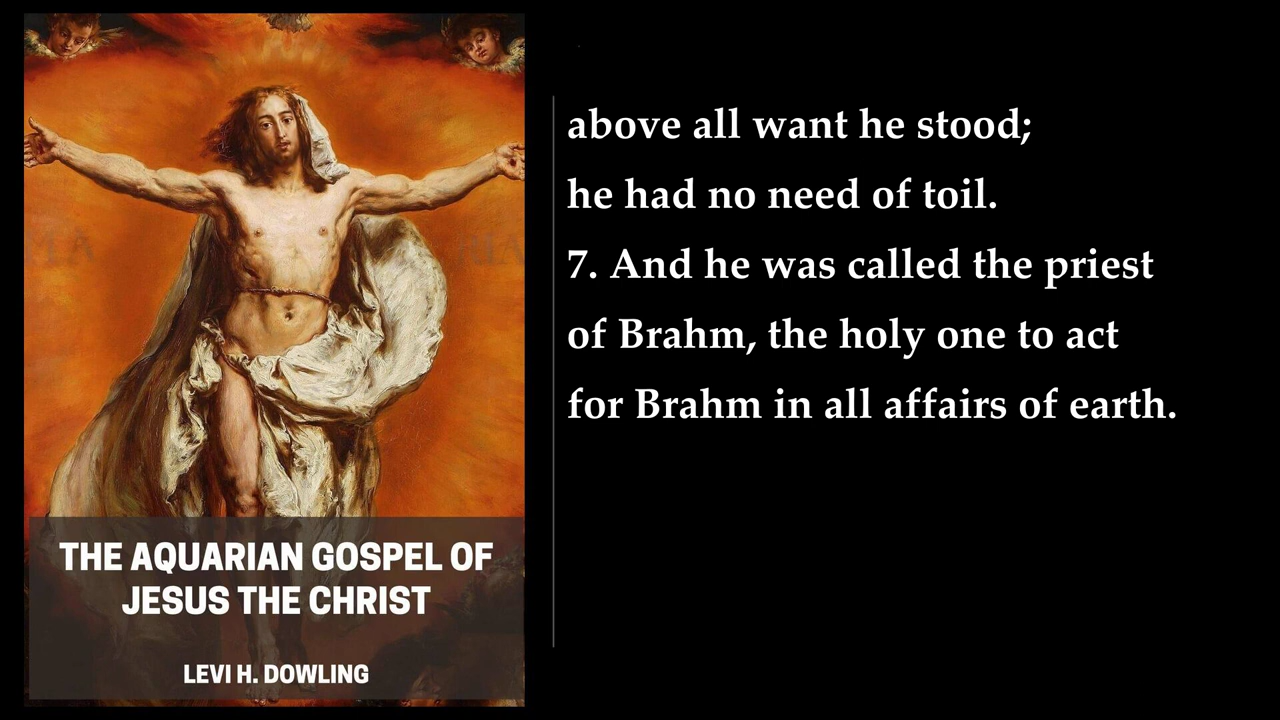 above all want he stood;
he had no need of toil.
7. And he was called the priest
of Brahm, the holy one to act
for Brahm in all affairs of earth.
THE AQUARIAN GOSPEL OF
JESUS THE CHRIST
LEVI H. DOWLING